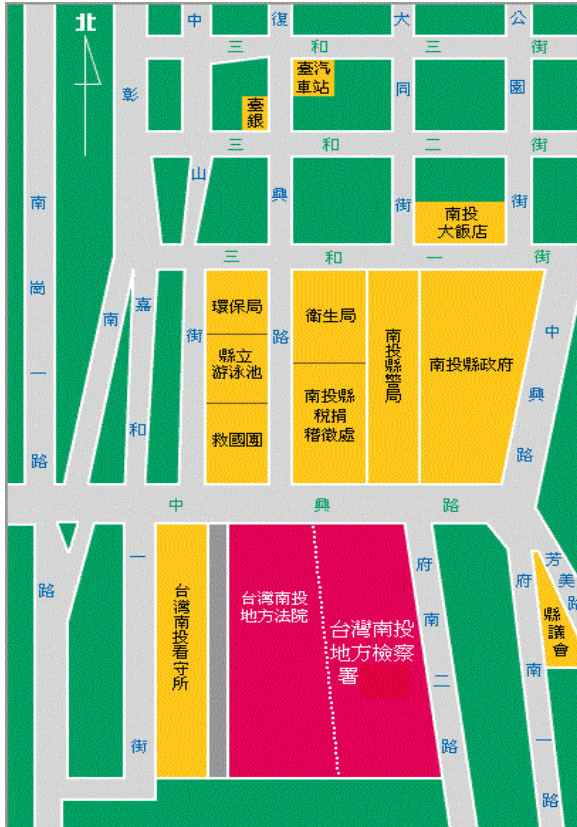 北
中
復
大
公
三和三街
彰
臺汽
車站
同
園
臺
銀
三和二街
山
興
街
街
南
南投
大飯店
三和一街
崗
南
嘉
街
路
環保局
衛生局
南投縣警局
南投縣政府
中
興
路
縣立
游泳池
南投縣
稅捐
稽徵處
一
和
救國團
路
中興路
路
一
街
台灣南投看守所
台灣南投
地方法院
台灣南投
地方檢察
署
府南二路
府南一路
芳美路
縣議會